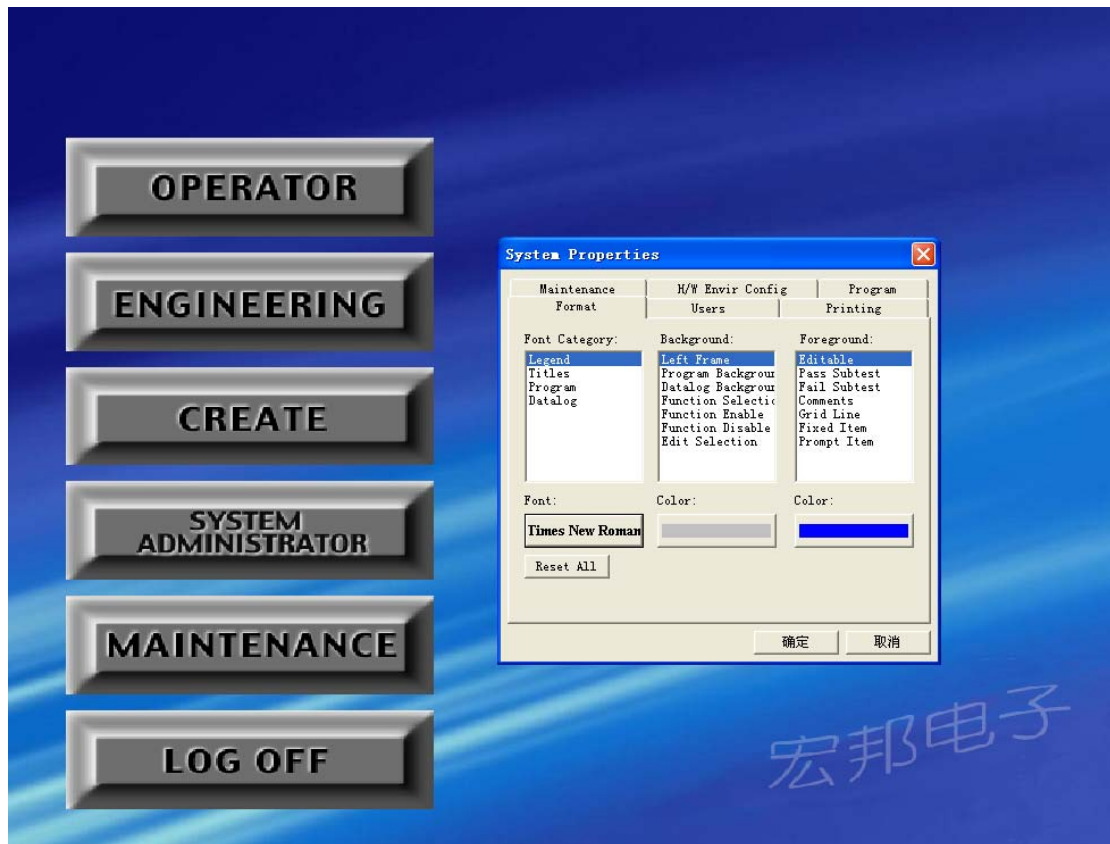 OPERATOR
ENGINEERING
CREATE
SYSTEM
ADMINISTRATOR
MAINTENANCE
LOG OFF
System Properties
Maintenance H/W Envir Config Program
Format Users Printing
Font Category: Background: Foreground:
Legend Left Frame Editable
Titles Program Backgroun Pass Subtest
Program Datalog Backgroun Fail Subtest
Datalog Function Selectic Comments
Function Enable Grid Line
Function Disable Fixed Item
Edit Selection Prompt Item
Font: Color: Color:
Times New Roman
Reset All
确定 取消
宏邦电子